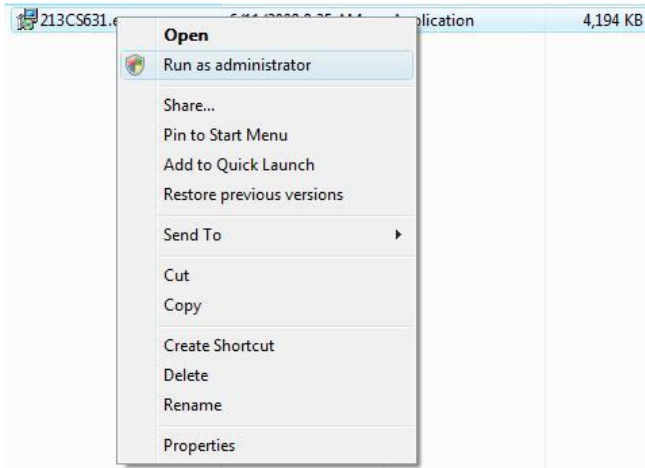 213CS631.e 4,194 KB
Open
Run as administrator
Share...
Pin to Start Menu
Add to Quick Launch
Restore previous versions
Send To
Cut
Copy
Create Shortcut
Delete
Rename
Properties